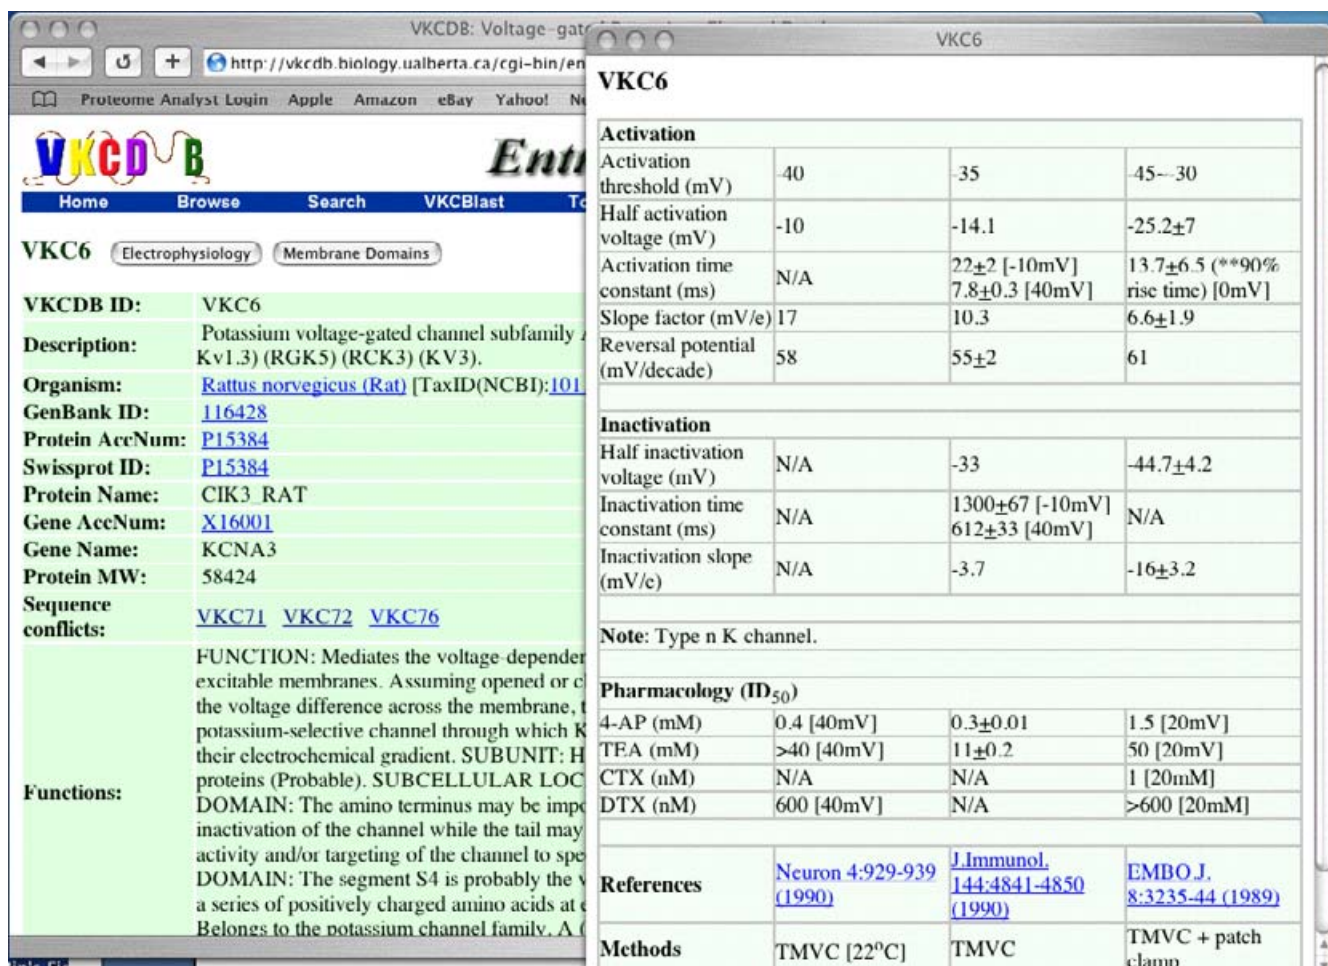 VKCDB: Voltage-gat
http://vkcdb.biology.ualberta.ca/cgi-bin/en
Proteome Analyst Login Apple Amazon eBay Yahoo! Ne
VKCDB Entr
Home Browse Search VKCBlast To
VKC6 Electrophysiology Membrane Domains
VKCDB ID: VKC6
Description: Potassium voltage-gated channel subfamily A
Kv1.3) (RGK5) (RCK3) (KV3).
Organism: Rattus norvegicus (Rat) [TaxID(NCBI):101
GenBank ID: 116428
Protein AccNum: P15384
Swissprot ID: P15384
Protein Name: CIK3_RAT
Gene AccNum: X16001
Gene Name: KCNA3
Protein MW: 58424
Sequence
conflicts: VKC71 VKC72 VKC76
Functions:
FUNCTION: Mediates the voltage-depender
excitable membranes. Assuming opened or cl
the voltage difference across the membrane, t
potassium-selective channel through which K
their electrochemical gradient. SUBUNIT: H
proteins (Probable). SUBCELLULAR LOC
DOMAIN: The amino terminus may be impo
inactivation of the channel while the tail may
activity and/or targeting of the channel to spe
DOMAIN: The segment S4 is probably the v
a series of positively charged amino acids at e
Belongs to the potassium channel family. A (
VKC6
VKC6
Activation
Activation
threshold (mV) -40 -35 -45--30
Half activation
voltage (mV) -10 -14.1 -25.2±7
Activation time
constant (ms) N/A 22±2 [-10mV]
7.8±0.3 [40mV] 13.7±6.5 (**90%
rise time) [0mV]
Slope factor (mV/e) 17 10.3 6.6±1.9
Reversal potential
(mV/decade) 58 55±2 61
Inactivation
Half inactivation
voltage (mV) N/A -33 -44.7±4.2
Inactivation time
constant (ms) N/A 1300±67 [-10mV]
612±33 [40mV] N/A
Inactivation slope
(mV/e) N/A -3.7 -16±3.2
Note: Type n K channel.
Pharmacology (ID50)
4-AP (mM) 0.4 [40mV] 0.3±0.01 1.5 [20mV]
TEA (mM) >40 [40mV] 11±0.2 50 [20mV]
CTX (nM) N/A N/A 1 [20mM]
DTX (nM) 600 [40mV] N/A >600 [20mM]
References Neuron 4:929-939
(1990) J.Immunol.
144:4841-4850
(1990) EMBO J.
8:3235-44 (1989)
Methods TMVC [22°C] TMVC TMVC + patch
clamp